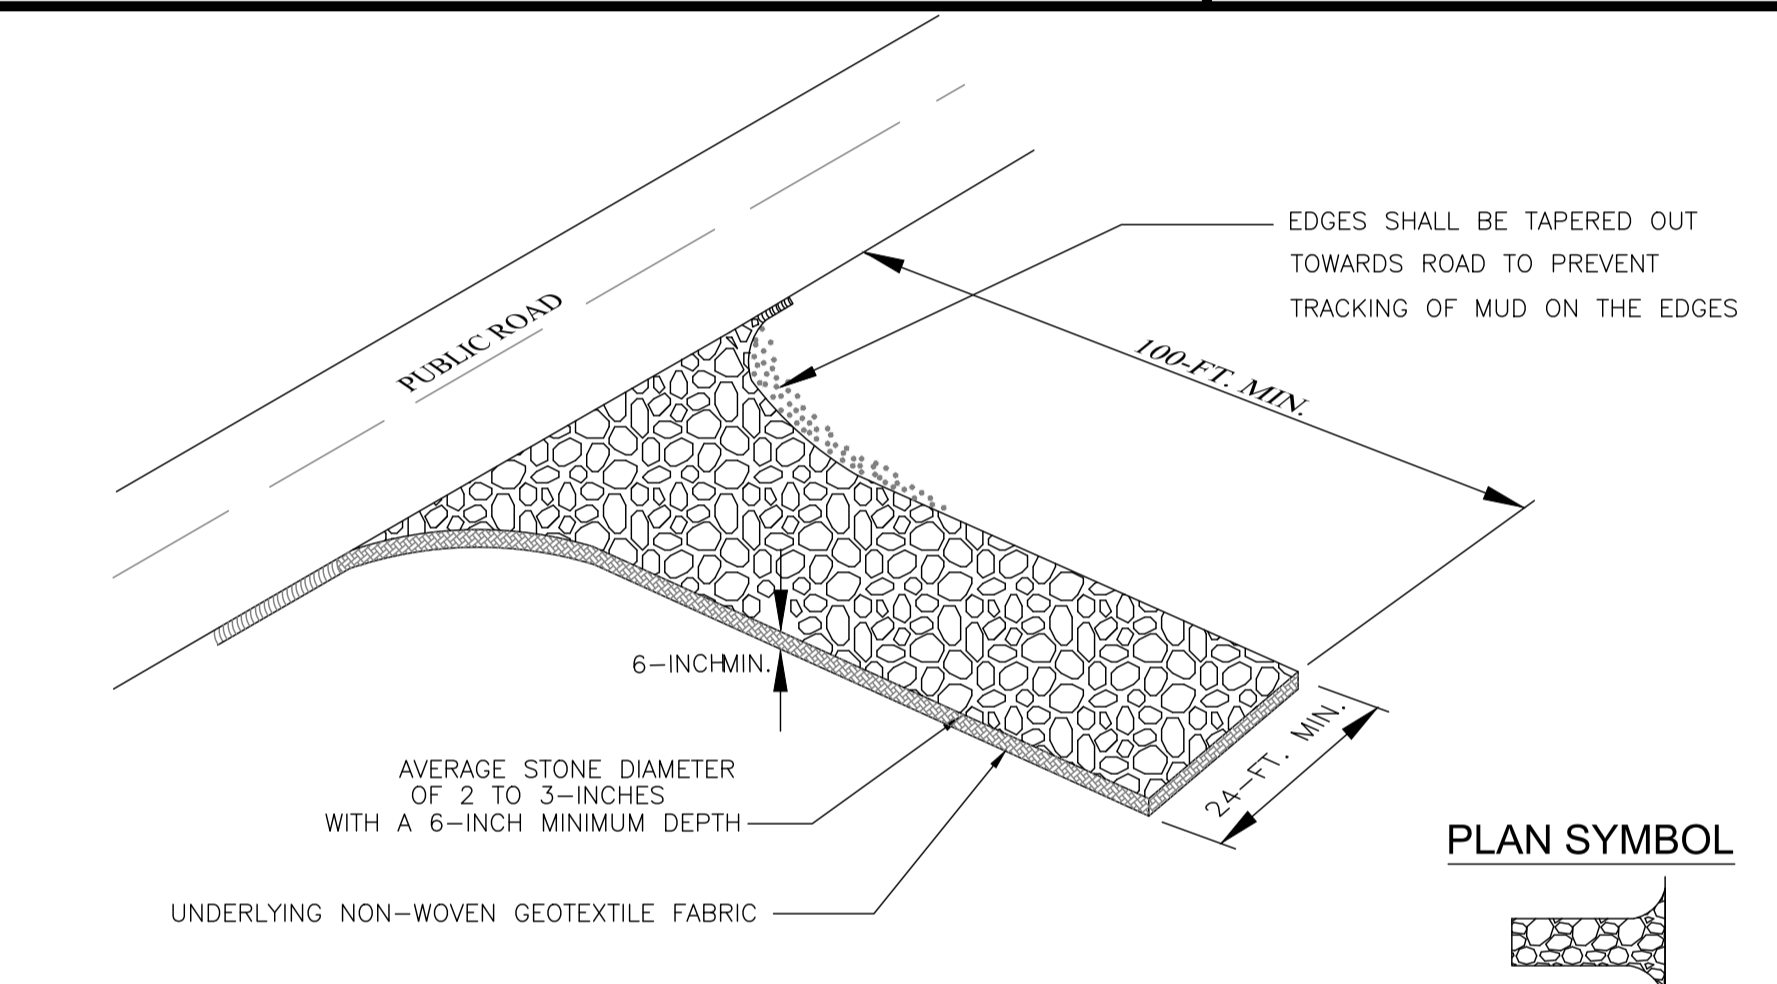 PUBLIC ROAD
EDGES SHALL BE TAPERED OUT
TOWARDS ROAD TO PREVENT
TRACKING OF MUD ON THE EDGES
100-FT. MIN.
6-INCH MIN.
24-FT. MIN.
AVERAGE STONE DIAMETER
OF 2 TO 3-INCHES
WITH A 6-INCH MINIMUM DEPTH
UNDERLYING NON-WOVEN GEOTEXTILE FABRIC
PLAN SYMBOL